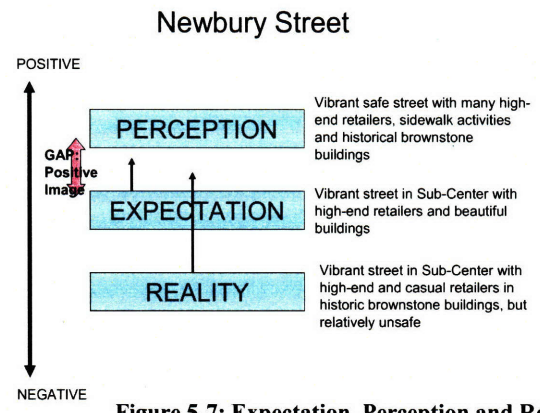 Newbury Street
POSITIVE
PERCEPTION
Vibrant safe street with many high-
end retailers, sidewalk activities
and historical brownstone
buildings
GAP:
Positive
Image
EXPECTATION
Vibrant street in Sub-Center with
high-end retailers and beautiful
buildings
REALITY
Vibrant street in Sub-Center with
high-end and casual retailers in
historic brownstone buildings, but
relatively unsafe
NEGATIVE
Figure 5.7: Expectation, Perception and